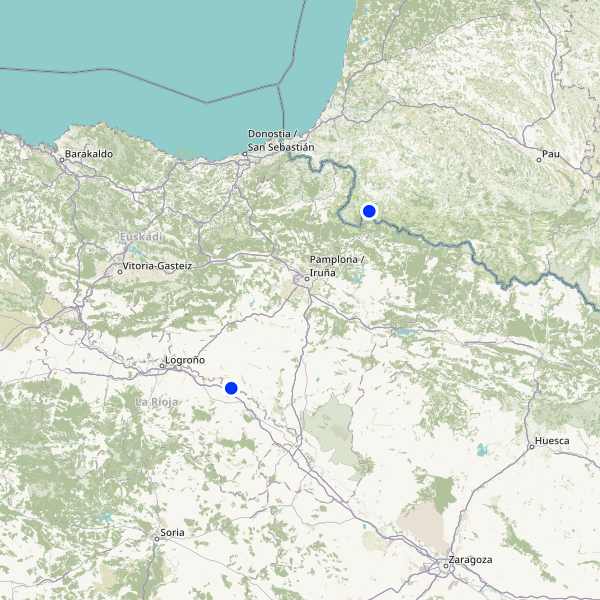 Donostia /
San Sebastián
Barakaldo
Pau
Euskadi
Vitoria-Gasteiz
Pamplona /
Iruña
Logroño
La Rioja
Huesca
Soria
Zaragoza